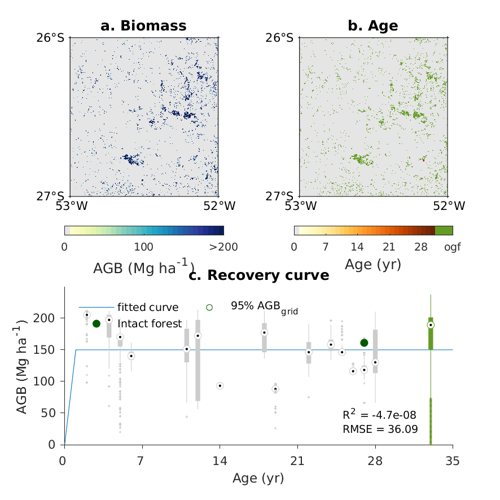 a. Biomass
b. Age
26°S
27°S
53°W
52°W
26°S
27°S
53°W
52°W
0 100 >200
AGB (Mg ha⁻¹)
0 7 14 21 28 ogf
Age (yr)
c. Recovery curve
fitted curve
95% AGB_grid
Intact forest
AGB (Mg ha⁻¹)
200
150
100
50
0
R² = -4.7e-08
RMSE = 36.09
0 7 14 21 28 35
Age (yr)